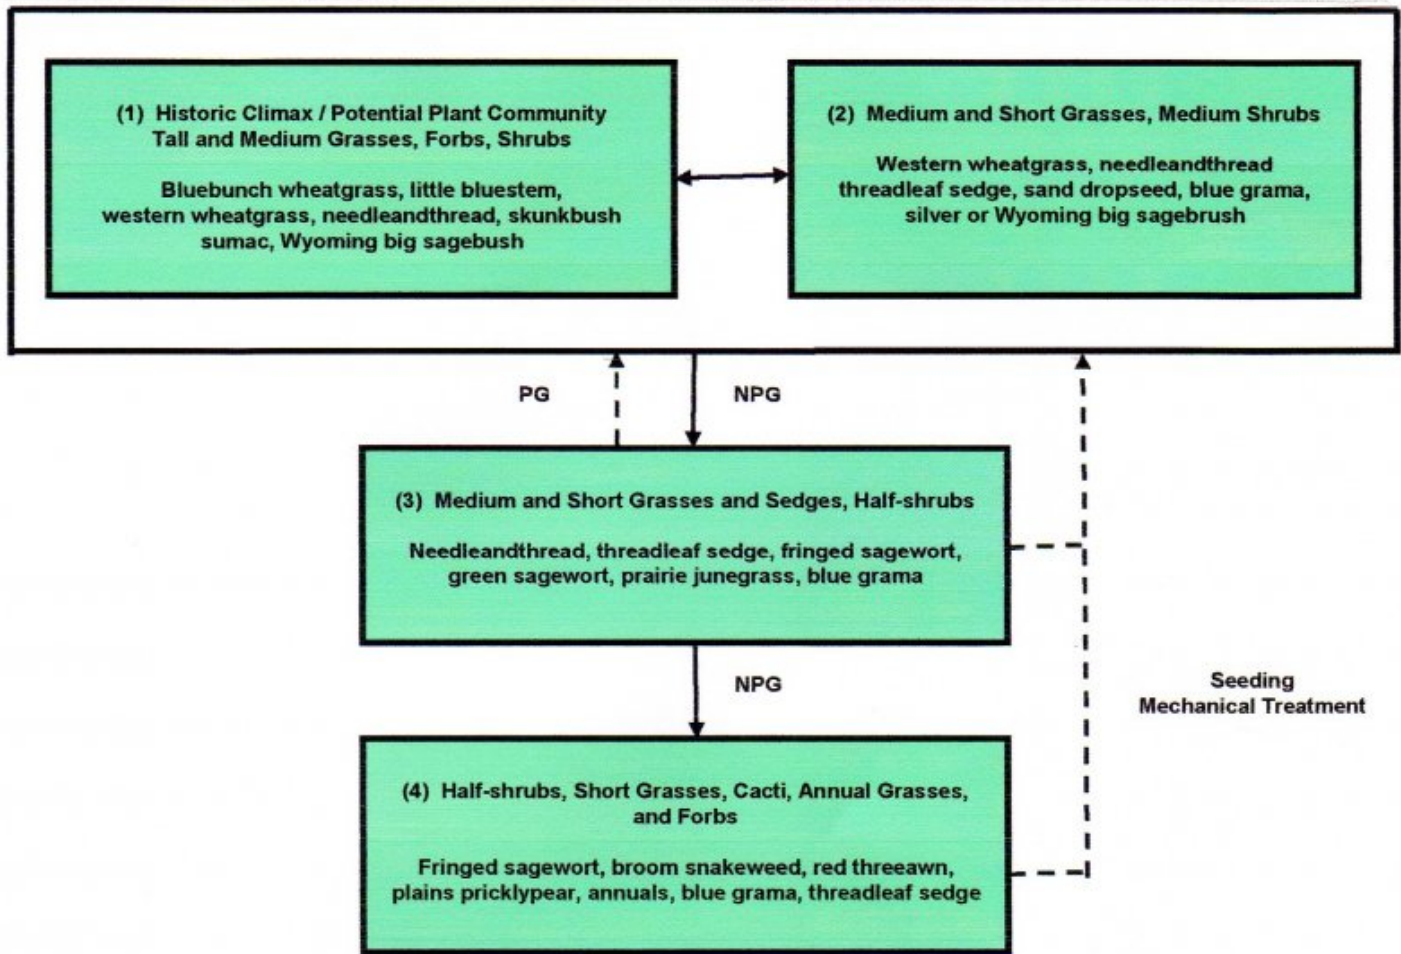 (1) Historic Climax / Potential Plant Community
Tall and Medium Grasses, Forbs, Shrubs
Bluebunch wheatgrass, little bluestem,
western wheatgrass, needleandthread, skunkbush
sumac, Wyoming big sagebush
(2) Medium and Short Grasses, Medium Shrubs
Western wheatgrass, needleandthread
threadleaf sedge, sand dropseed, blue grama,
silver or Wyoming big sagebrush
PG
NPG
(3) Medium and Short Grasses and Sedges, Half-shrubs
Needleandthread, threadleaf sedge, fringed sagewort,
green sagewort, prairie junegrass, blue grama
NPG
Seeding
Mechanical Treatment
(4) Half-shrubs, Short Grasses, Cacti, Annual Grasses,
and Forbs
Fringed sagewort, broom snakeweed, red threeawn,
plains pricklypear, annuals, blue grama, threadleaf sedge